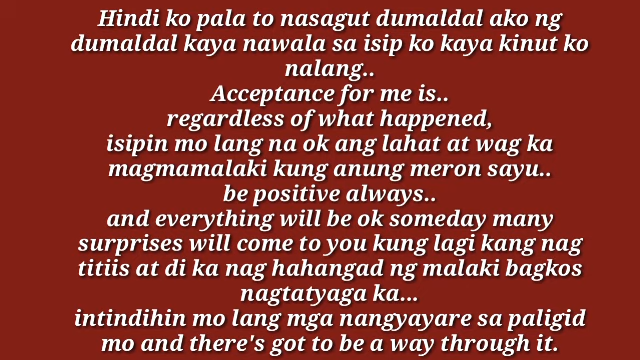 Hindi ko pala to nasagut dumaldal ako ng
dumaldal kaya nawala sa isip ko kaya kinut ko
nalang..
Acceptance for me is..
regardless of what happened,
isipin mo lang na ok ang lahat at wag ka
magmamalaki kung anung meron sayu..
be positive always..
and everything will be ok someday many
surprises will come to you kung lagi kang nag
titiis at di ka nag hahangad ng malaki bagkos
nagtatyaga ka...
intindihin mo lang mga nangyayare sa paligid
mo and there's got to be a way through it.